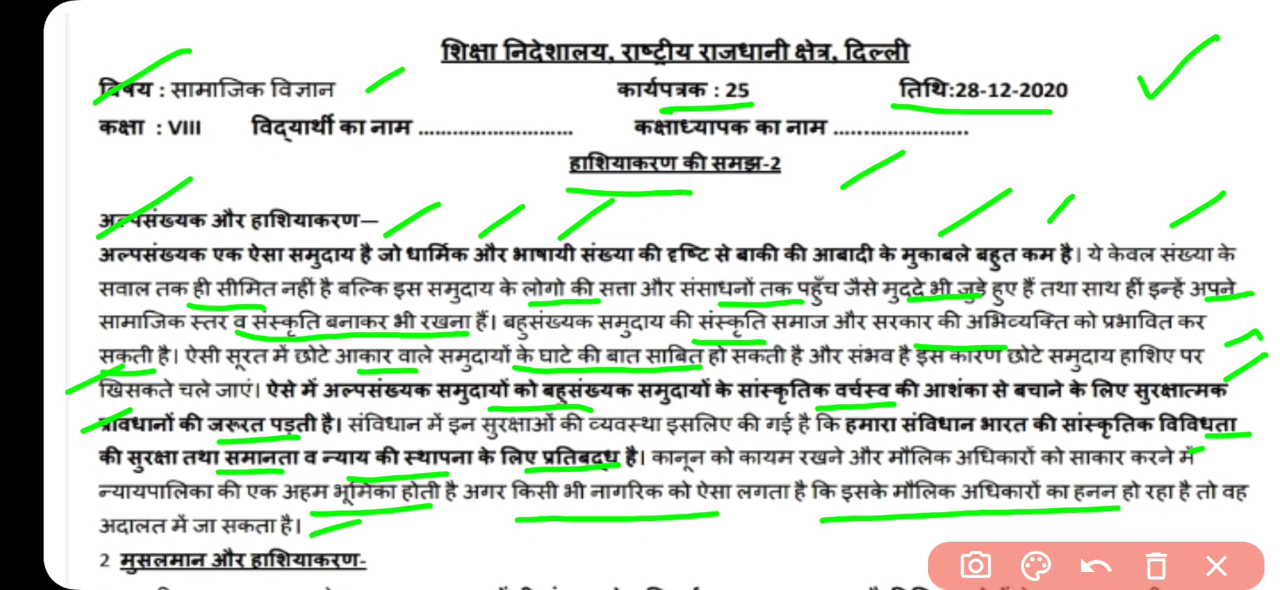 शिक्षा निदेशालय, राष्ट्रीय राजधानी क्षेत्र, दिल्ली
विषय : सामाजिक विज्ञान कार्यपत्रक : 25 तिथि:28-12-2020
कक्षा : VIII विद्यार्थी का नाम ............................ कक्षाध्यापक का नाम ........................
हाशियाकरण की समझ-2
अल्पसंख्यक और हाशियाकरण—
अल्पसंख्यक एक ऐसा समुदाय है जो धार्मिक और भाषायी संख्या की दृष्टि से बाकी की आबादी के मुकाबले बहुत कम है। ये केवल संख्या के
सवाल तक ही सीमित नहीं है बल्कि इस समुदाय के लोगो की सत्ता और संसाधनों तक पहुँच जैसे मुद्दे भी जुड़े हुए हैं तथा साथ हीं इन्हें अपने
सामाजिक स्तर व संस्कृति बनाकर भी रखना हैं। बहुसंख्यक समुदाय की संस्कृति समाज और सरकार की अभिव्यक्ति को प्रभावित कर
सकती है। ऐसी सूरत में छोटे आकार वाले समुदायों के घाटे की बात साबित हो सकती है और संभव है इस कारण छोटे समुदाय हाशिए पर
खिसकते चले जाएं। ऐसे में अल्पसंख्यक समुदायों को बहुसंख्यक समुदायों के सांस्कृतिक वर्चस्व की आशंका से बचाने के लिए सुरक्षात्मक
प्रावधानों की जरूरत पड़ती है। संविधान में इन सुरक्षाओं की व्यवस्था इसलिए की गई है कि हमारा संविधान भारत की सांस्कृतिक विविधता
की सुरक्षा तथा समानता व न्याय की स्थापना के लिए प्रतिबद्ध है। कानून को कायम रखने और मौलिक अधिकारों को साकार करने में
न्यायपालिका की एक अहम भूमिका होती है अगर किसी भी नागरिक को ऐसा लगता है कि इसके मौलिक अधिकारों का हनन हो रहा है तो वह
अदालत में जा सकता है।
2 मुसलमान और हाशियाकरण-